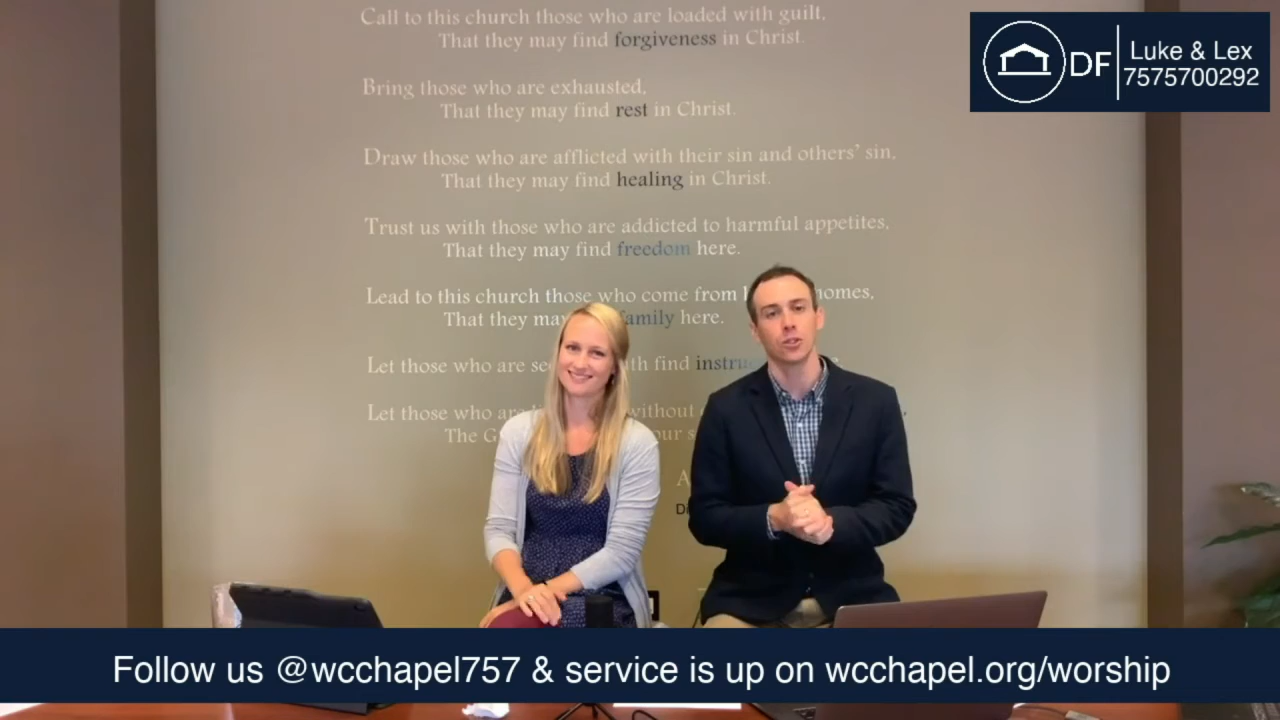 Call to this church those who are loaded with guilt,
That they may find forgiveness in Christ.
Bring those who are exhausted,
That they may find rest in Christ.
Draw those who are afflicted with their sin and others' sin,
That they may find healing in Christ.
Trust us with those who are addicted to harmful appetites,
That they may find freedom here.
Lead to this church those who come from homes,
That they may family here.
Let those who are find
Let those who are without
The
DF
Luke & Lex
7575700292
Follow us @wcchapel757 & service is up on wcchapel.org/worship